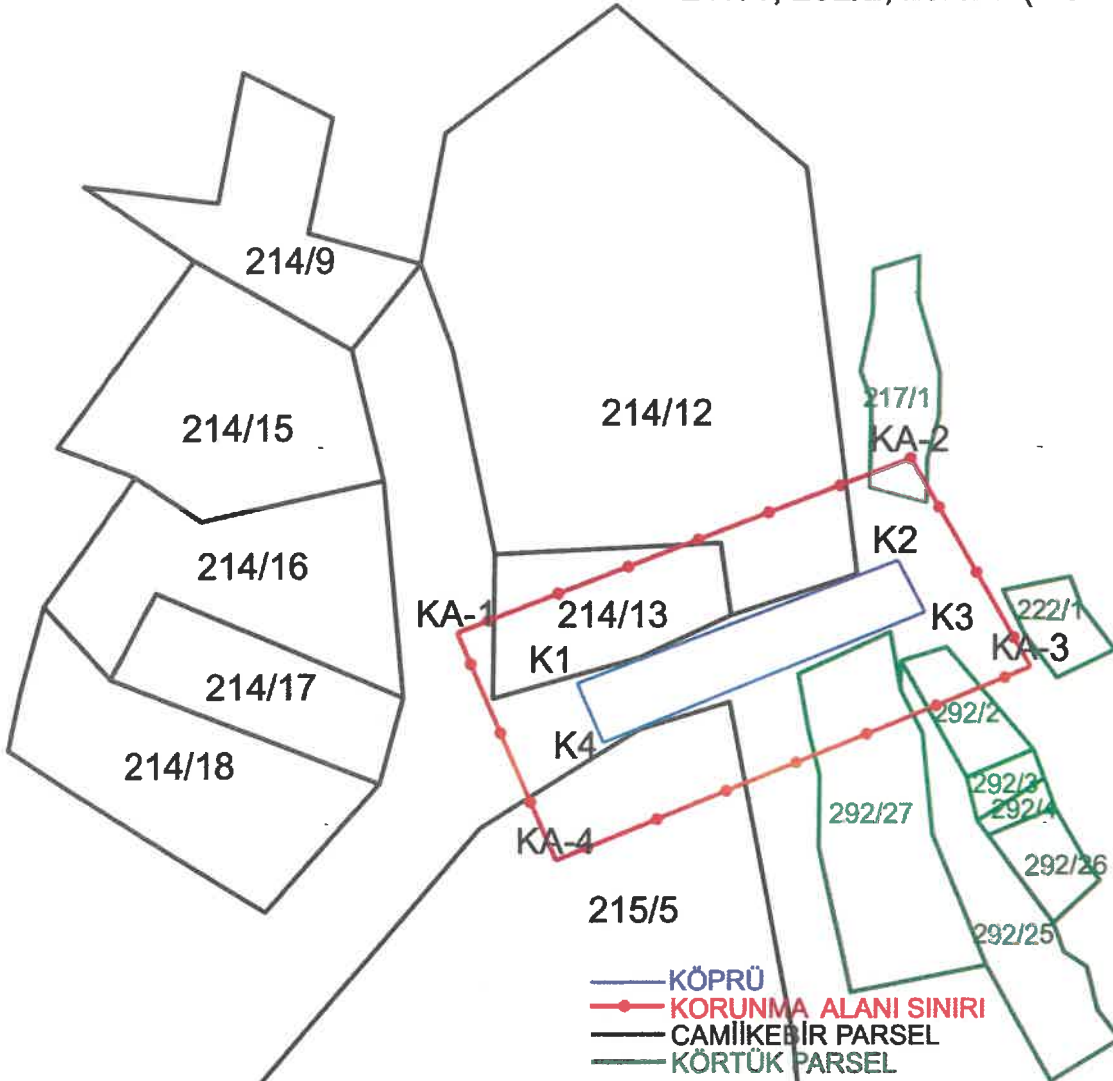 214/9
217/1
214/15
214/12
KA-2
K2
214/16
222/1
KA-1
214/13
K3
KA-3
K1
214/17
292/2
K4
214/18
292/3
292/4
292/27
KA-4
292/26
215/5
292/25
KÖPRÜ
KORUNMA ALANI SINIRI
CAMİİKEBİR PARSEL
KÖRTÜK PARSEL